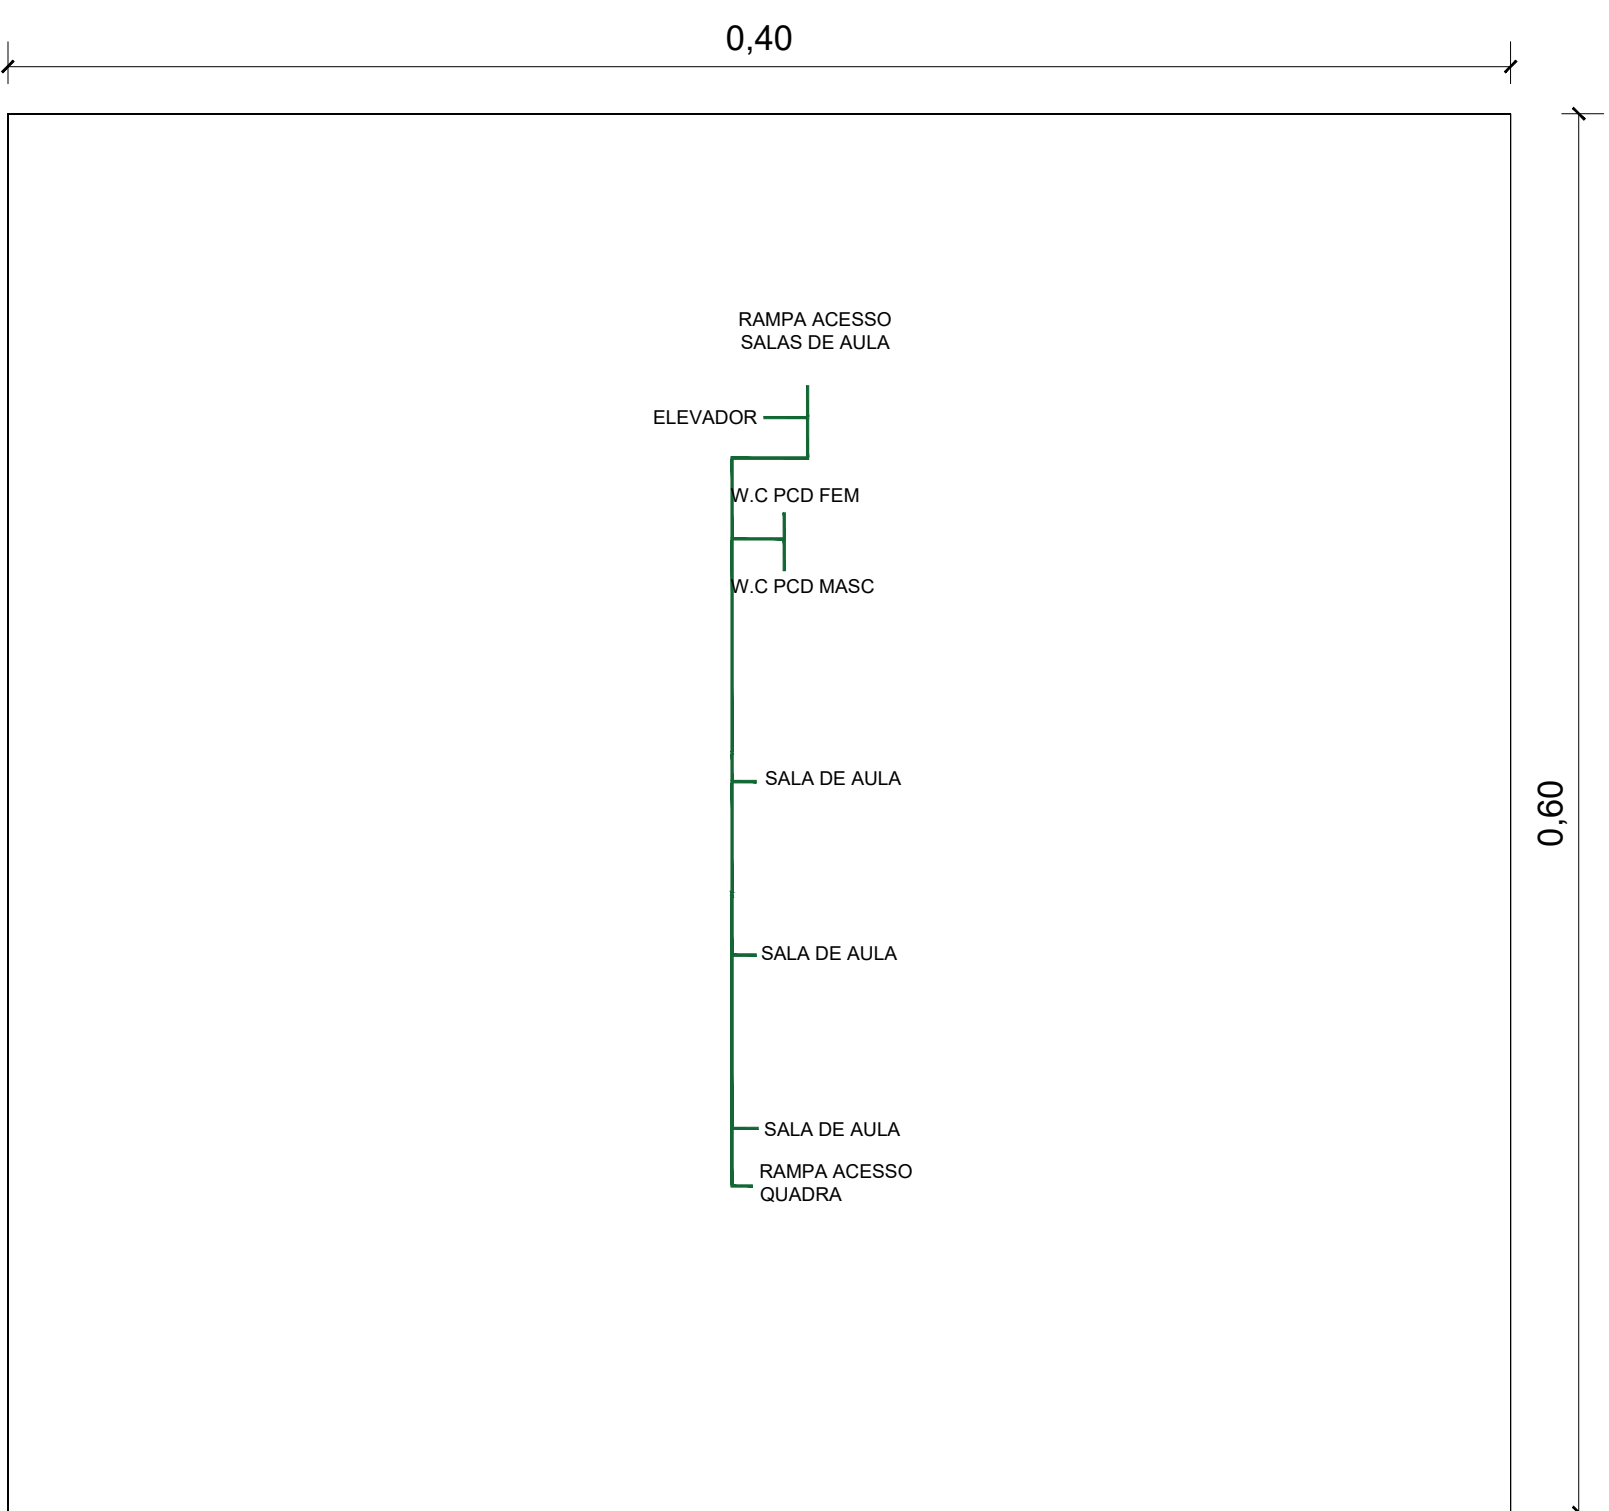 0,40
RAMPA ACESSO
SALAS DE AULA
ELEVADOR
W.C PCD FEM
W.C PCD MASC
SALA DE AULA
0,60
SALA DE AULA
SALA DE AULA
RAMPA ACESSO
QUADRA